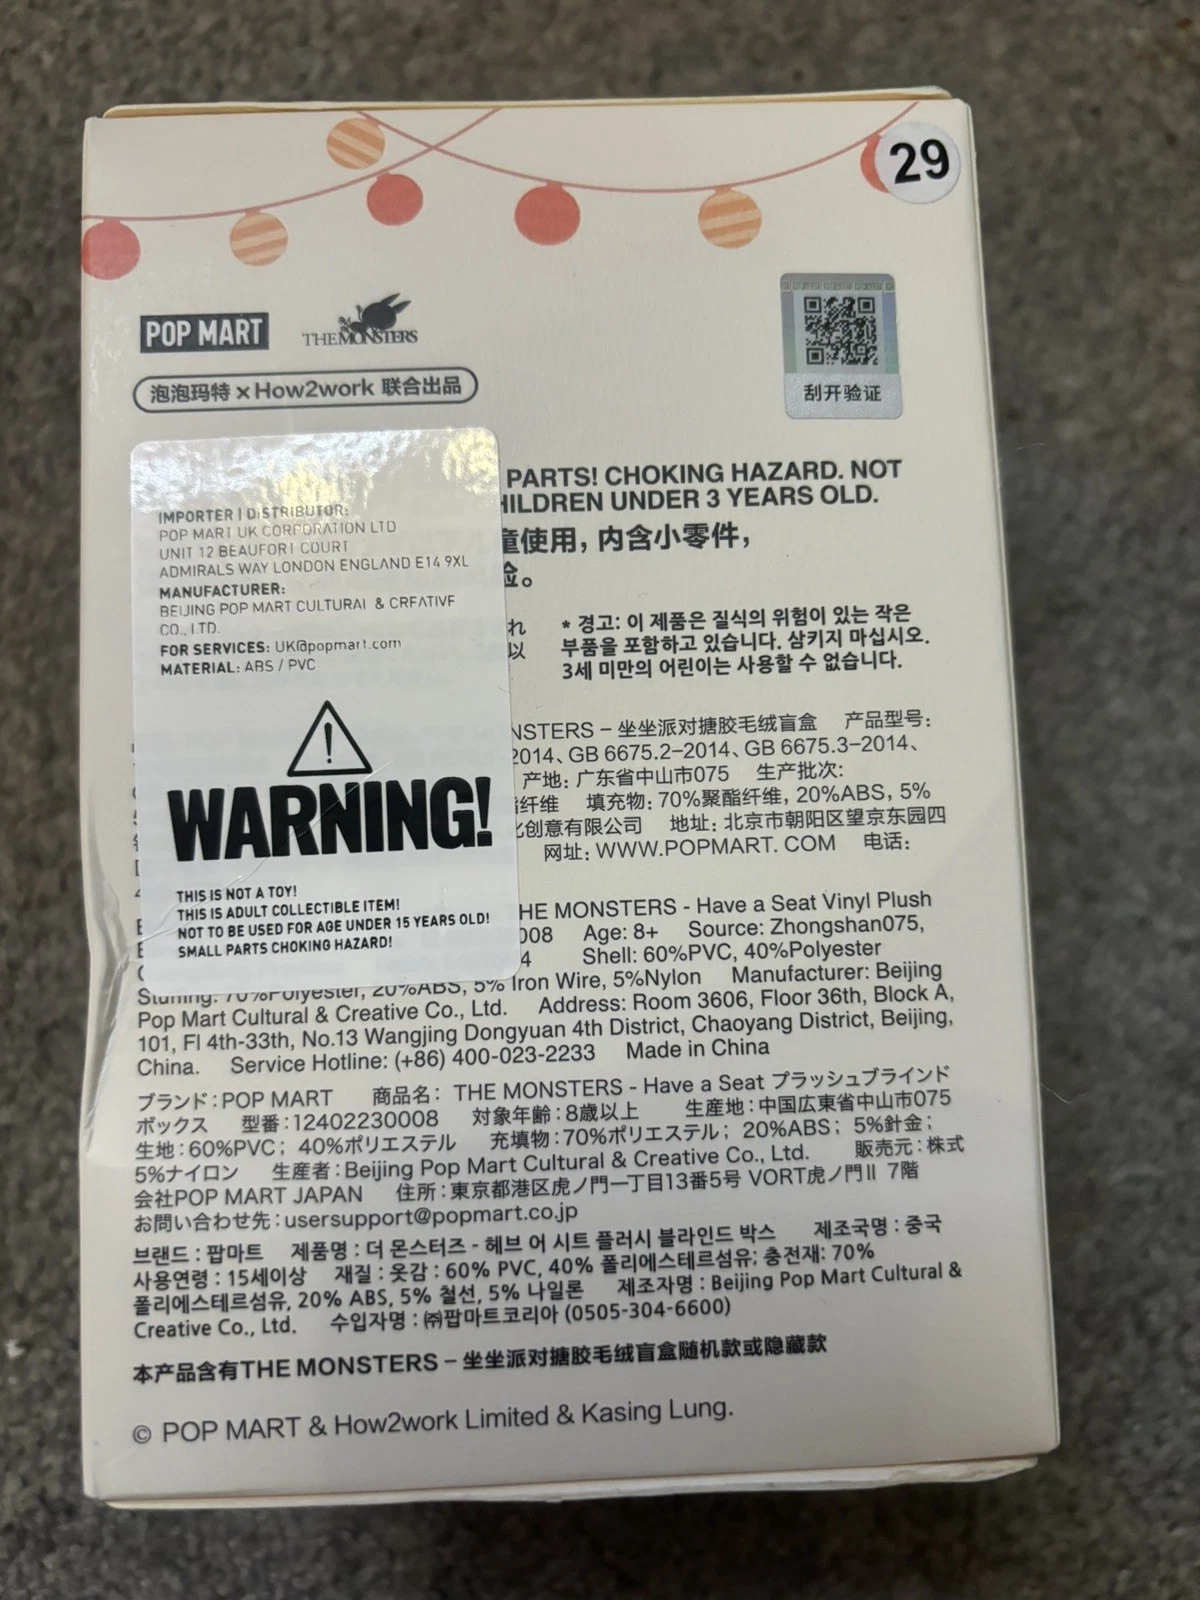 29
POP MART
THE MONSTERS
泡泡玛特 × How2work 联合出品
刮开验证
PARTS! CHOKING HAZARD. NOT
HILDREN UNDER 3 YEARS OLD.
童使用，内含小零件，
险。
IMPORTER | DISTRIBUTOR:
POP MART UK CORPORATION LTD
UNIT 12 BEAUFORT COURT
ADMIRALS WAY LONDON ENGLAND E14 9XL
MANUFACTURER:
BEIJING POP MART CULTURAL & CREATIVE
CO., LTD.
FOR SERVICES: UK@popmart.com
MATERIAL: ABS / PVC
WARNING!
THIS IS NOT A TOY!
THIS IS ADULT COLLECTIBLE ITEM!
NOT TO BE USED FOR AGE UNDER 15 YEARS OLD!
SMALL PARTS CHOKING HAZARD!
れ
以
* 경고: 이 제품은 질식의 위험이 있는 작은
부품을 포함하고 있습니다. 삼키지 마십시오.
3세 미만의 어린이는 사용할 수 없습니다.
NSTERS – 坐坐派对搪胶毛绒盲盒 产品型号:
2014、GB 6675.2–2014、GB 6675.3–2014、
产地: 广东省中山市075 生产批次:
纤维 填充物: 70%聚酯纤维, 20%ABS, 5%
化创意有限公司 地址: 北京市朝阳区望京东园四
网址: WWW.POPMART. COM 电话:
HE MONSTERS - Have a Seat Vinyl Plush
008 Age: 8+ Source: Zhongshan075,
4 Shell: 60%PVC, 40%Polyester
Stuffing: 70%Polyester, 20%ABS, 5% Iron Wire, 5%Nylon Manufacturer: Beijing
Pop Mart Cultural & Creative Co., Ltd. Address: Room 3606, Floor 36th, Block A,
101, Fl 4th-33th, No.13 Wangjing Dongyuan 4th District, Chaoyang District, Beijing,
China. Service Hotline: (+86) 400-023-2233 Made in China
ブランド : POP MART 商品名: THE MONSTERS - Have a Seat プラッシュブラインド
ボックス 型番 : 12402230008 対象年齢 : 8歳以上 生産地 : 中国広東省中山市075
生地 : 60%PVC； 40%ポリエステル 充填物 : 70%ポリエステル； 20%ABS； 5%針金；
5%ナイロン 生産者 : Beijing Pop Mart Cultural & Creative Co., Ltd. 販売元 : 株式
会社POP MART JAPAN 住所 : 東京都港区虎ノ門一丁目13番5号 VORT虎ノ門Ⅱ 7階
お問い合わせ先 : usersupport@popmart.co.jp
브랜드 : 팝마트 제품명 : 더 몬스터즈 - 헤브 어 시트 플러시 블라인드 박스 제조국명 : 중국
사용연령 : 15세이상 재질 : 옷감 : 60% PVC, 40% 폴리에스테르섬유; 충전재: 70%
폴리에스테르섬유, 20% ABS, 5% 철선, 5% 나일론 제조자명 : Beijing Pop Mart Cultural &
Creative Co., Ltd. 수입자명 : ㈜팝마트코리아 (0505-304-6600)
本产品含有THE MONSTERS – 坐坐派对搪胶毛绒盲盒随机款或隐藏款
© POP MART & How2work Limited & Kasing Lung.